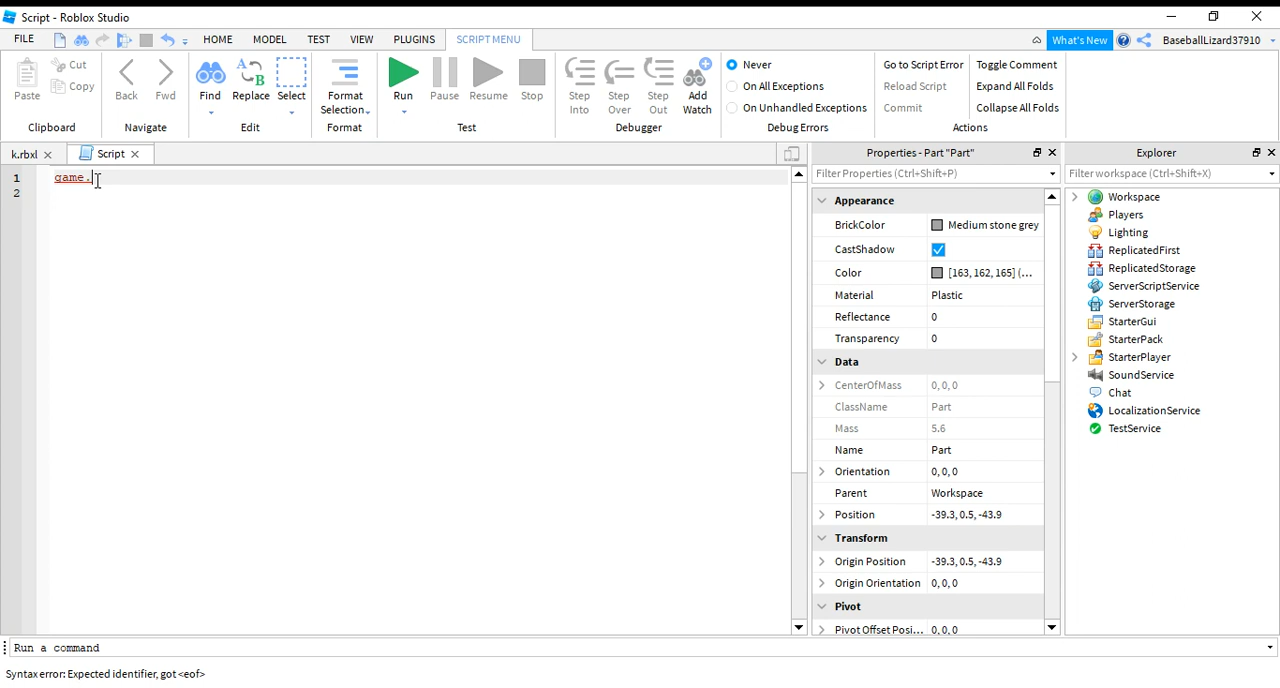 Script - Roblox Studio
FILE HOME MODEL TEST VIEW PLUGINS SCRIPT MENU What's New BaseballLizard37910
Paste Cut Copy Clipboard
Back Fwd Navigate
Find Replace Select Edit
Format Selection Format
Run Pause Resume Stop Test
Step Into Step Over Step Out Add Watch Debugger
Never
On All Exceptions
On Unhandled Exceptions
Debug Errors
Go to Script Error Toggle Comment
Reload Script Expand All Folds
Commit Collapse All Folds
Actions
k.rbxl Script
1 game.
2
Properties - Part "Part"
Filter Properties (Ctrl+Shift+P)
Appearance
BrickColor Medium stone grey
CastShadow
Color [163, 162, 165] (...
Material Plastic
Reflectance 0
Transparency 0
Data
CenterOfMass 0, 0, 0
ClassName Part
Mass 5.6
Name Part
Orientation 0, 0, 0
Parent Workspace
Position -39.3, 0.5, -43.9
Transform
Origin Position -39.3, 0.5, -43.9
Origin Orientation 0, 0, 0
Pivot
Pivot Offset Posi... 0, 0, 0
Explorer
Filter workspace (Ctrl+Shift+X)
Workspace
Players
Lighting
ReplicatedFirst
ReplicatedStorage
ServerScriptService
ServerStorage
StarterGui
StarterPack
StarterPlayer
SoundService
Chat
LocalizationService
TestService
Run a command
Syntax error: Expected identifier, got <eof>